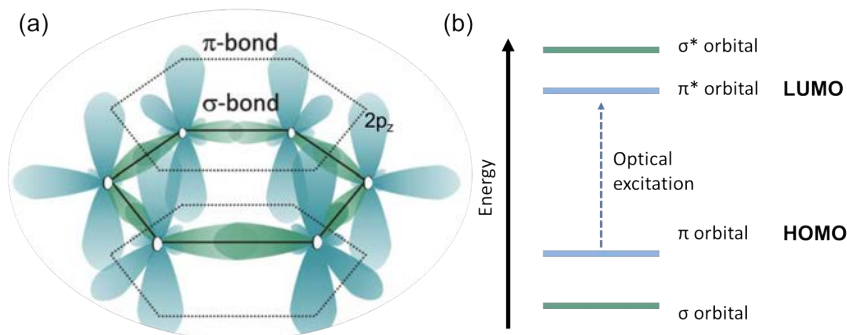 (a)
π-bond
σ-bond
2pz
(b)
Energy
σ* orbital
π* orbital LUMO
Optical
excitation
π orbital HOMO
σ orbital